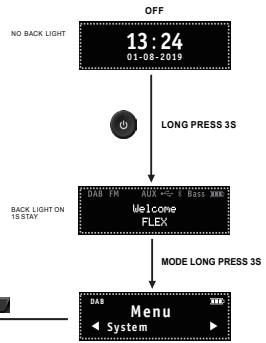 OFF
NO BACK LIGHT
13:24
01-08-2019
LONG PRESS 3S
DAB FM AUX Bass
BACK LIGHT ON
1S STAY
Welcome
FLEX
MODE LONG PRESS 3S
DAB
Menu
System